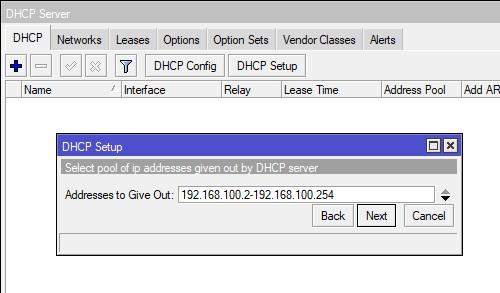 DHCP Server
DHCP Networks Leases Options Option Sets Vendor Classes Alerts
DHCP Config DHCP Setup
Name / Interface Relay Lease Time Address Pool Add AR
DHCP Setup
Select pool of ip addresses given out by DHCP server
Addresses to Give Out: 192.168.100.2-192.168.100.254
Back Next Cancel